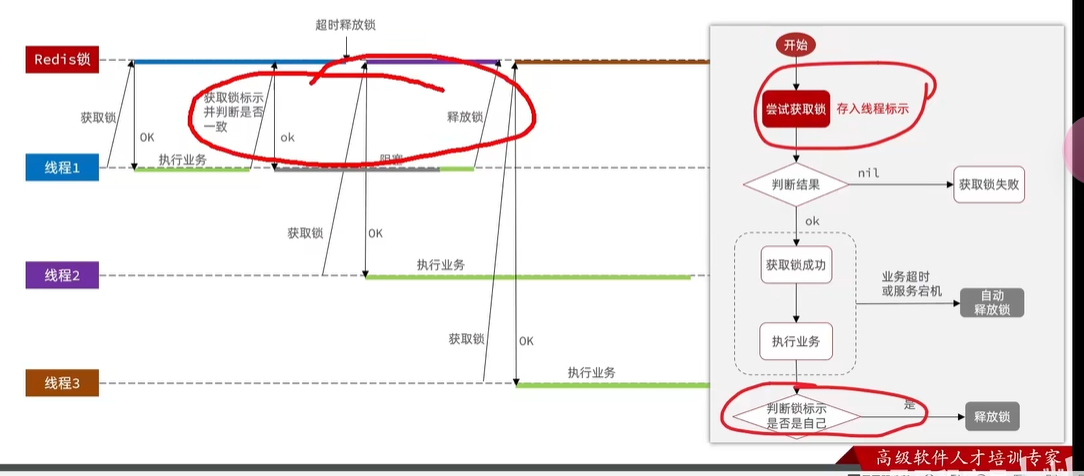 超时释放锁
Redis锁
获取锁
OK
获取锁标示
并判断是否
一致
ok
释放锁
线程1
执行业务
阻塞
获取锁
OK
线程2
执行业务
获取锁
OK
线程3
执行业务
开始
尝试获取锁
存入线程标示
判断结果
nil
获取锁失败
ok
获取锁成功
业务超时
或服务宕机
自动
释放锁
执行业务
判断锁标示
是否是自己
是
释放锁
高级软件人才培训专家